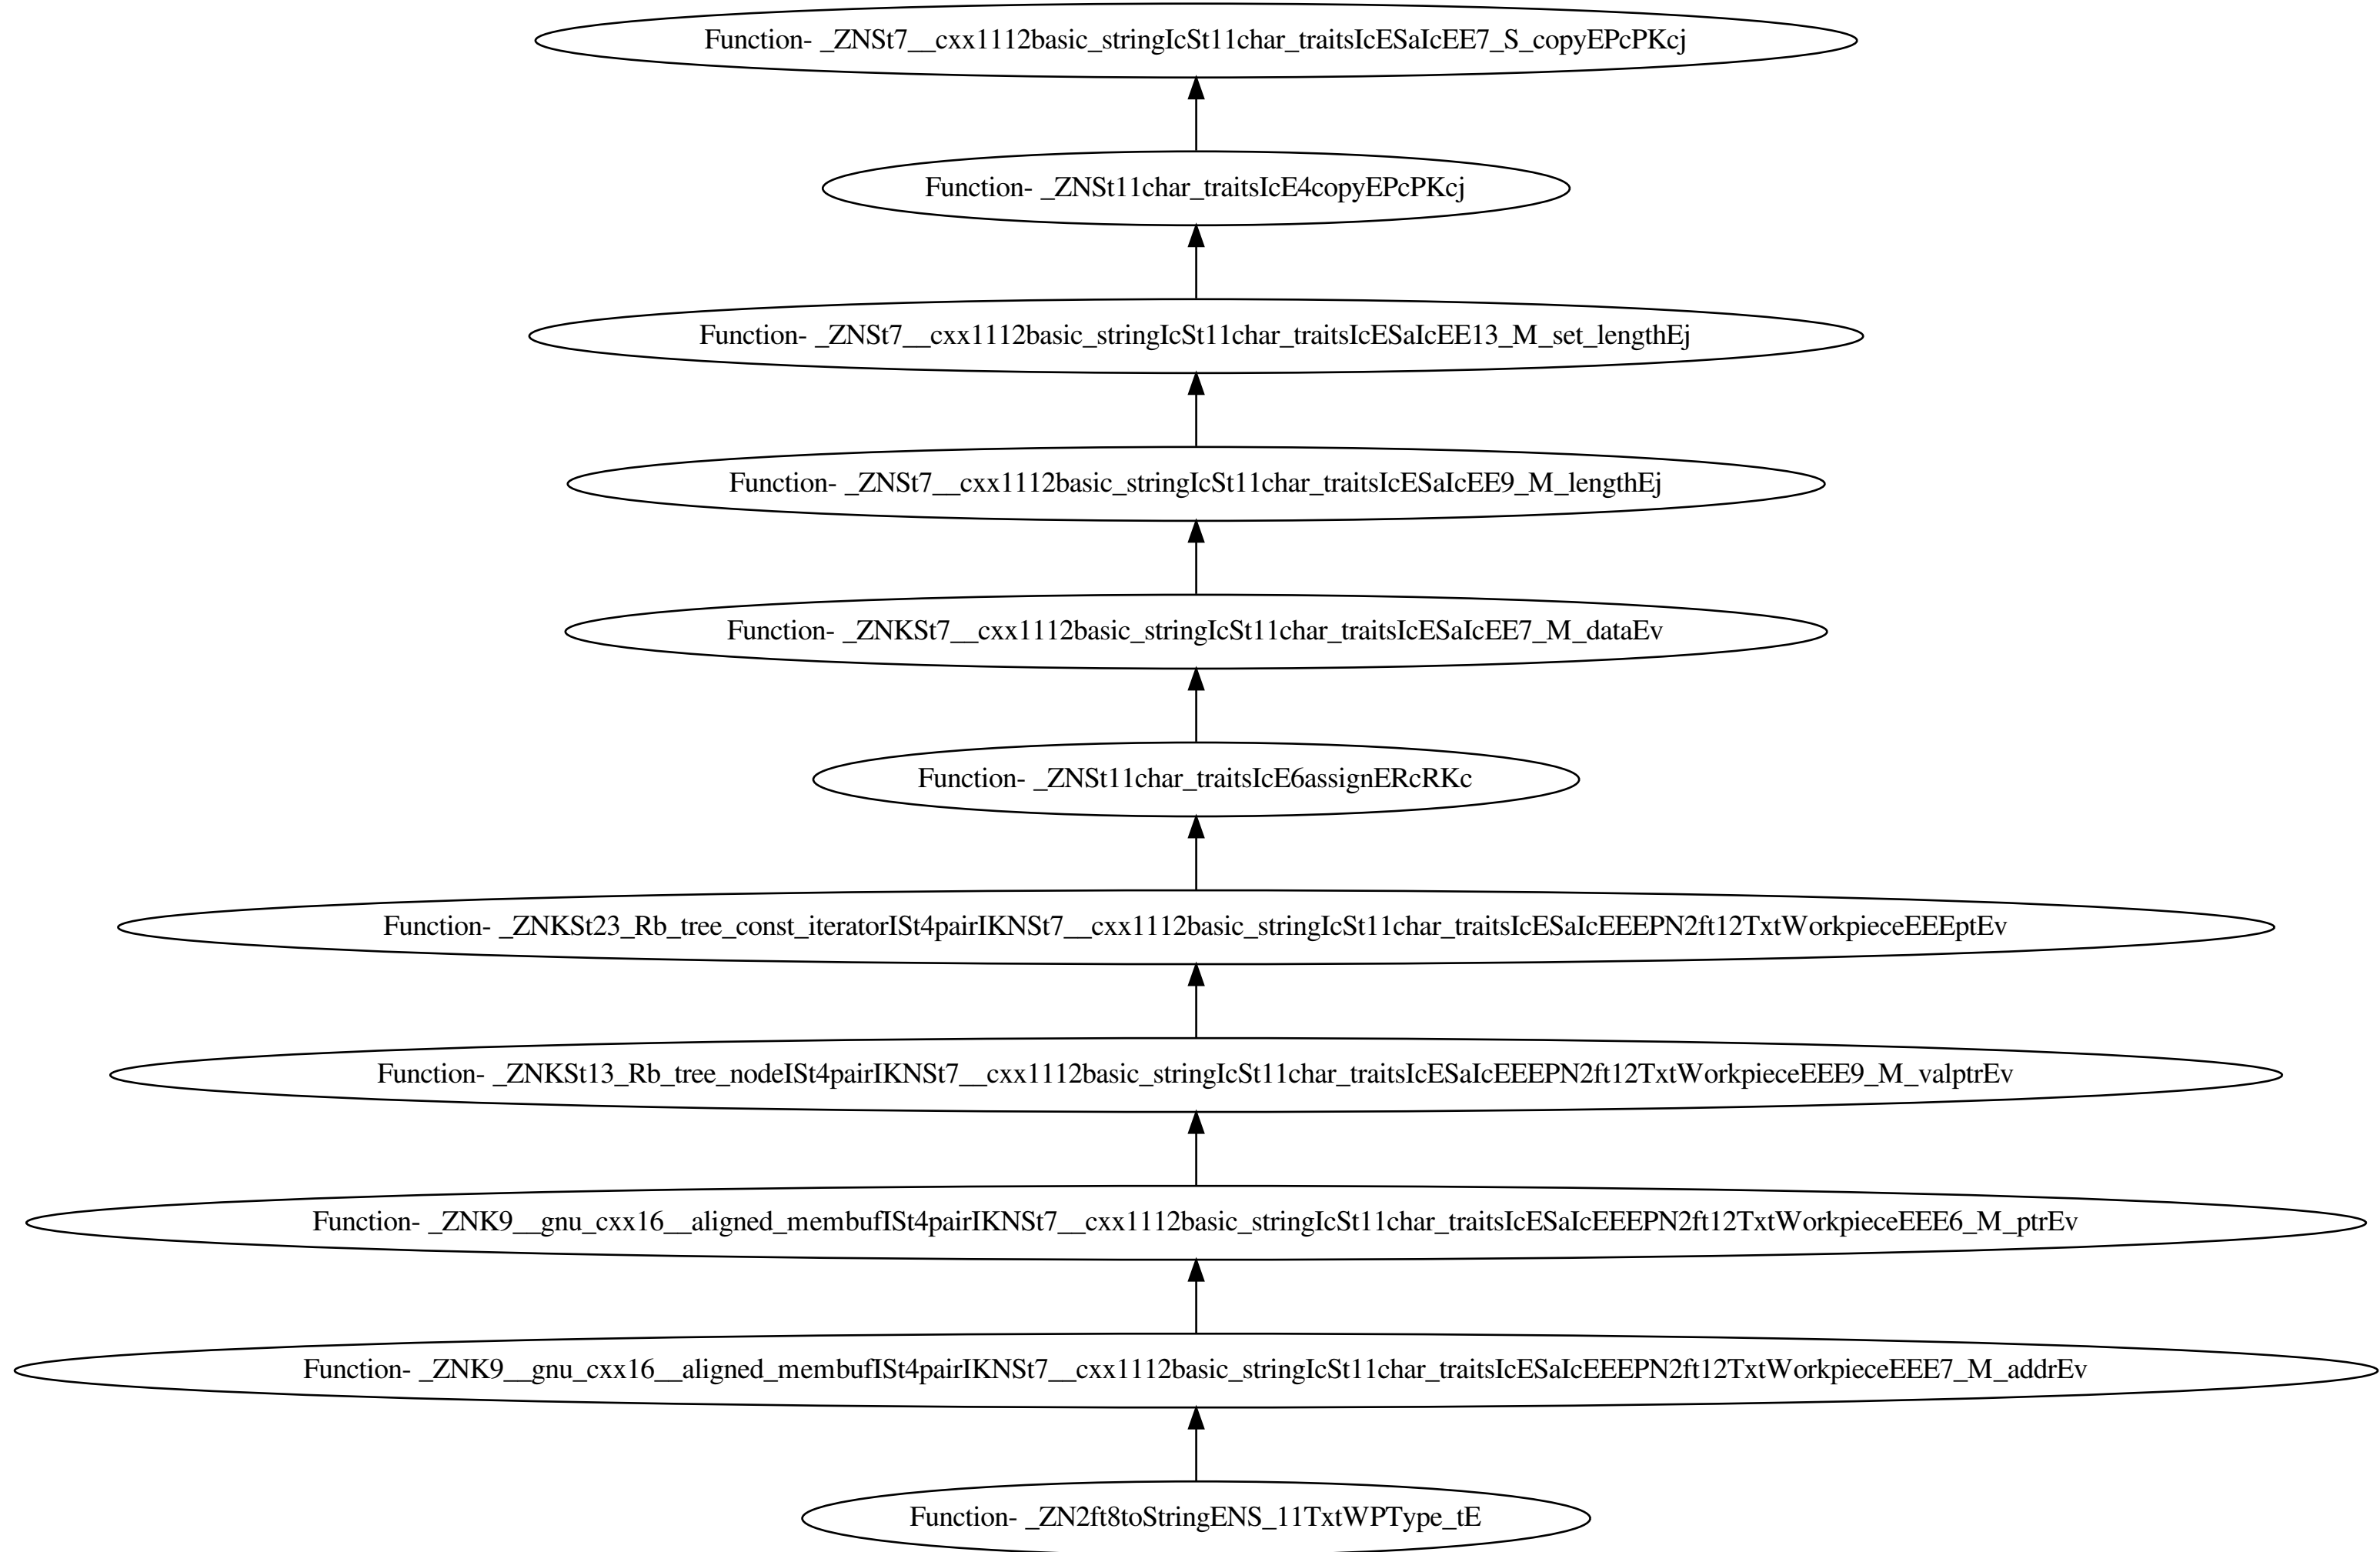 Function- _ZNSt7__cxx1112basic_stringIcSt11char_traitsIcESaIcEE7_S_copyEPcPKcj
Function- _ZNSt11char_traitsIcE4copyEPcPKcj
Function- _ZNSt7__cxx1112basic_stringIcSt11char_traitsIcESaIcEE13_M_set_lengthEj
Function- _ZNSt7__cxx1112basic_stringIcSt11char_traitsIcESaIcEE9_M_lengthEj
Function- _ZNKSt7__cxx1112basic_stringIcSt11char_traitsIcESaIcEE7_M_dataEv
Function- _ZNSt11char_traitsIcE6assignERcRKc
Function- _ZNKSt23_Rb_tree_const_iteratorISt4pairIKNSt7__cxx1112basic_stringIcSt11char_traitsIcESaIcEEEPN2ft12TxtWorkpieceEEEptEv
Function- _ZNKSt13_Rb_tree_nodeISt4pairIKNSt7__cxx1112basic_stringIcSt11char_traitsIcESaIcEEEPN2ft12TxtWorkpieceEEE9_M_valptrEv
Function- _ZNK9__gnu_cxx16__aligned_membufISt4pairIKNSt7__cxx1112basic_stringIcSt11char_traitsIcESaIcEEEPN2ft12TxtWorkpieceEEE6_M_ptrEv
Function- _ZNK9__gnu_cxx16__aligned_membufISt4pairIKNSt7__cxx1112basic_stringIcSt11char_traitsIcESaIcEEEPN2ft12TxtWorkpieceEEE7_M_addrEv
Function- _ZN2ft8toStringENS_11TxtWPType_tE